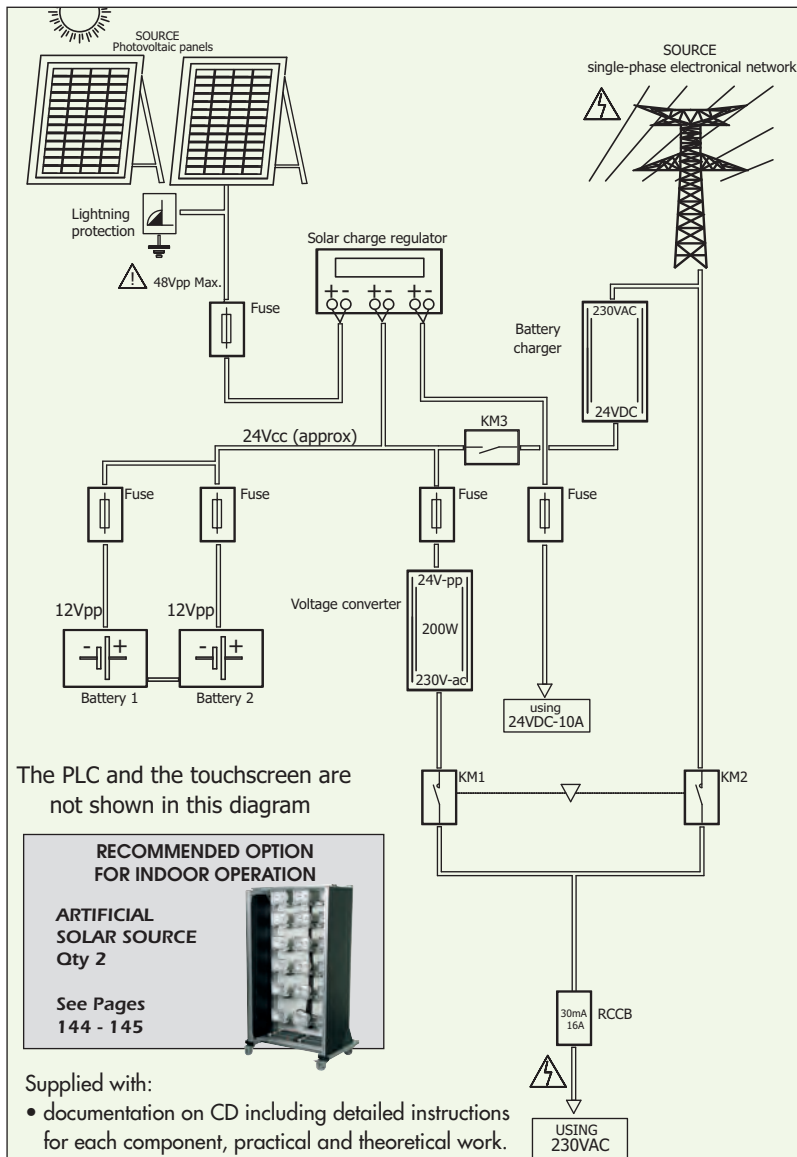 SOURCE
Photovoltaic panels
SOURCE
single-phase electronical network
Lightning
protection
48Vpp Max.
Fuse
Solar charge regulator
+ - + - + -
Battery
charger
230VAC
24VDC
KM3
24Vcc (approx)
Fuse
Fuse
Fuse
Fuse
12Vpp
12Vpp
- +
- +
Battery 1
Battery 2
Voltage converter
24V-pp
200W
230V-ac
using
24VDC-10A
KM1
KM2
The PLC and the touchscreen are
not shown in this diagram
RECOMMENDED OPTION
FOR INDOOR OPERATION
ARTIFICIAL
SOLAR SOURCE
Qty 2
See Pages
144 - 145
30mA
16A
RCCB
USING
230VAC
Supplied with:
• documentation on CD including detailed instructions
for each component, practical and theoretical work.